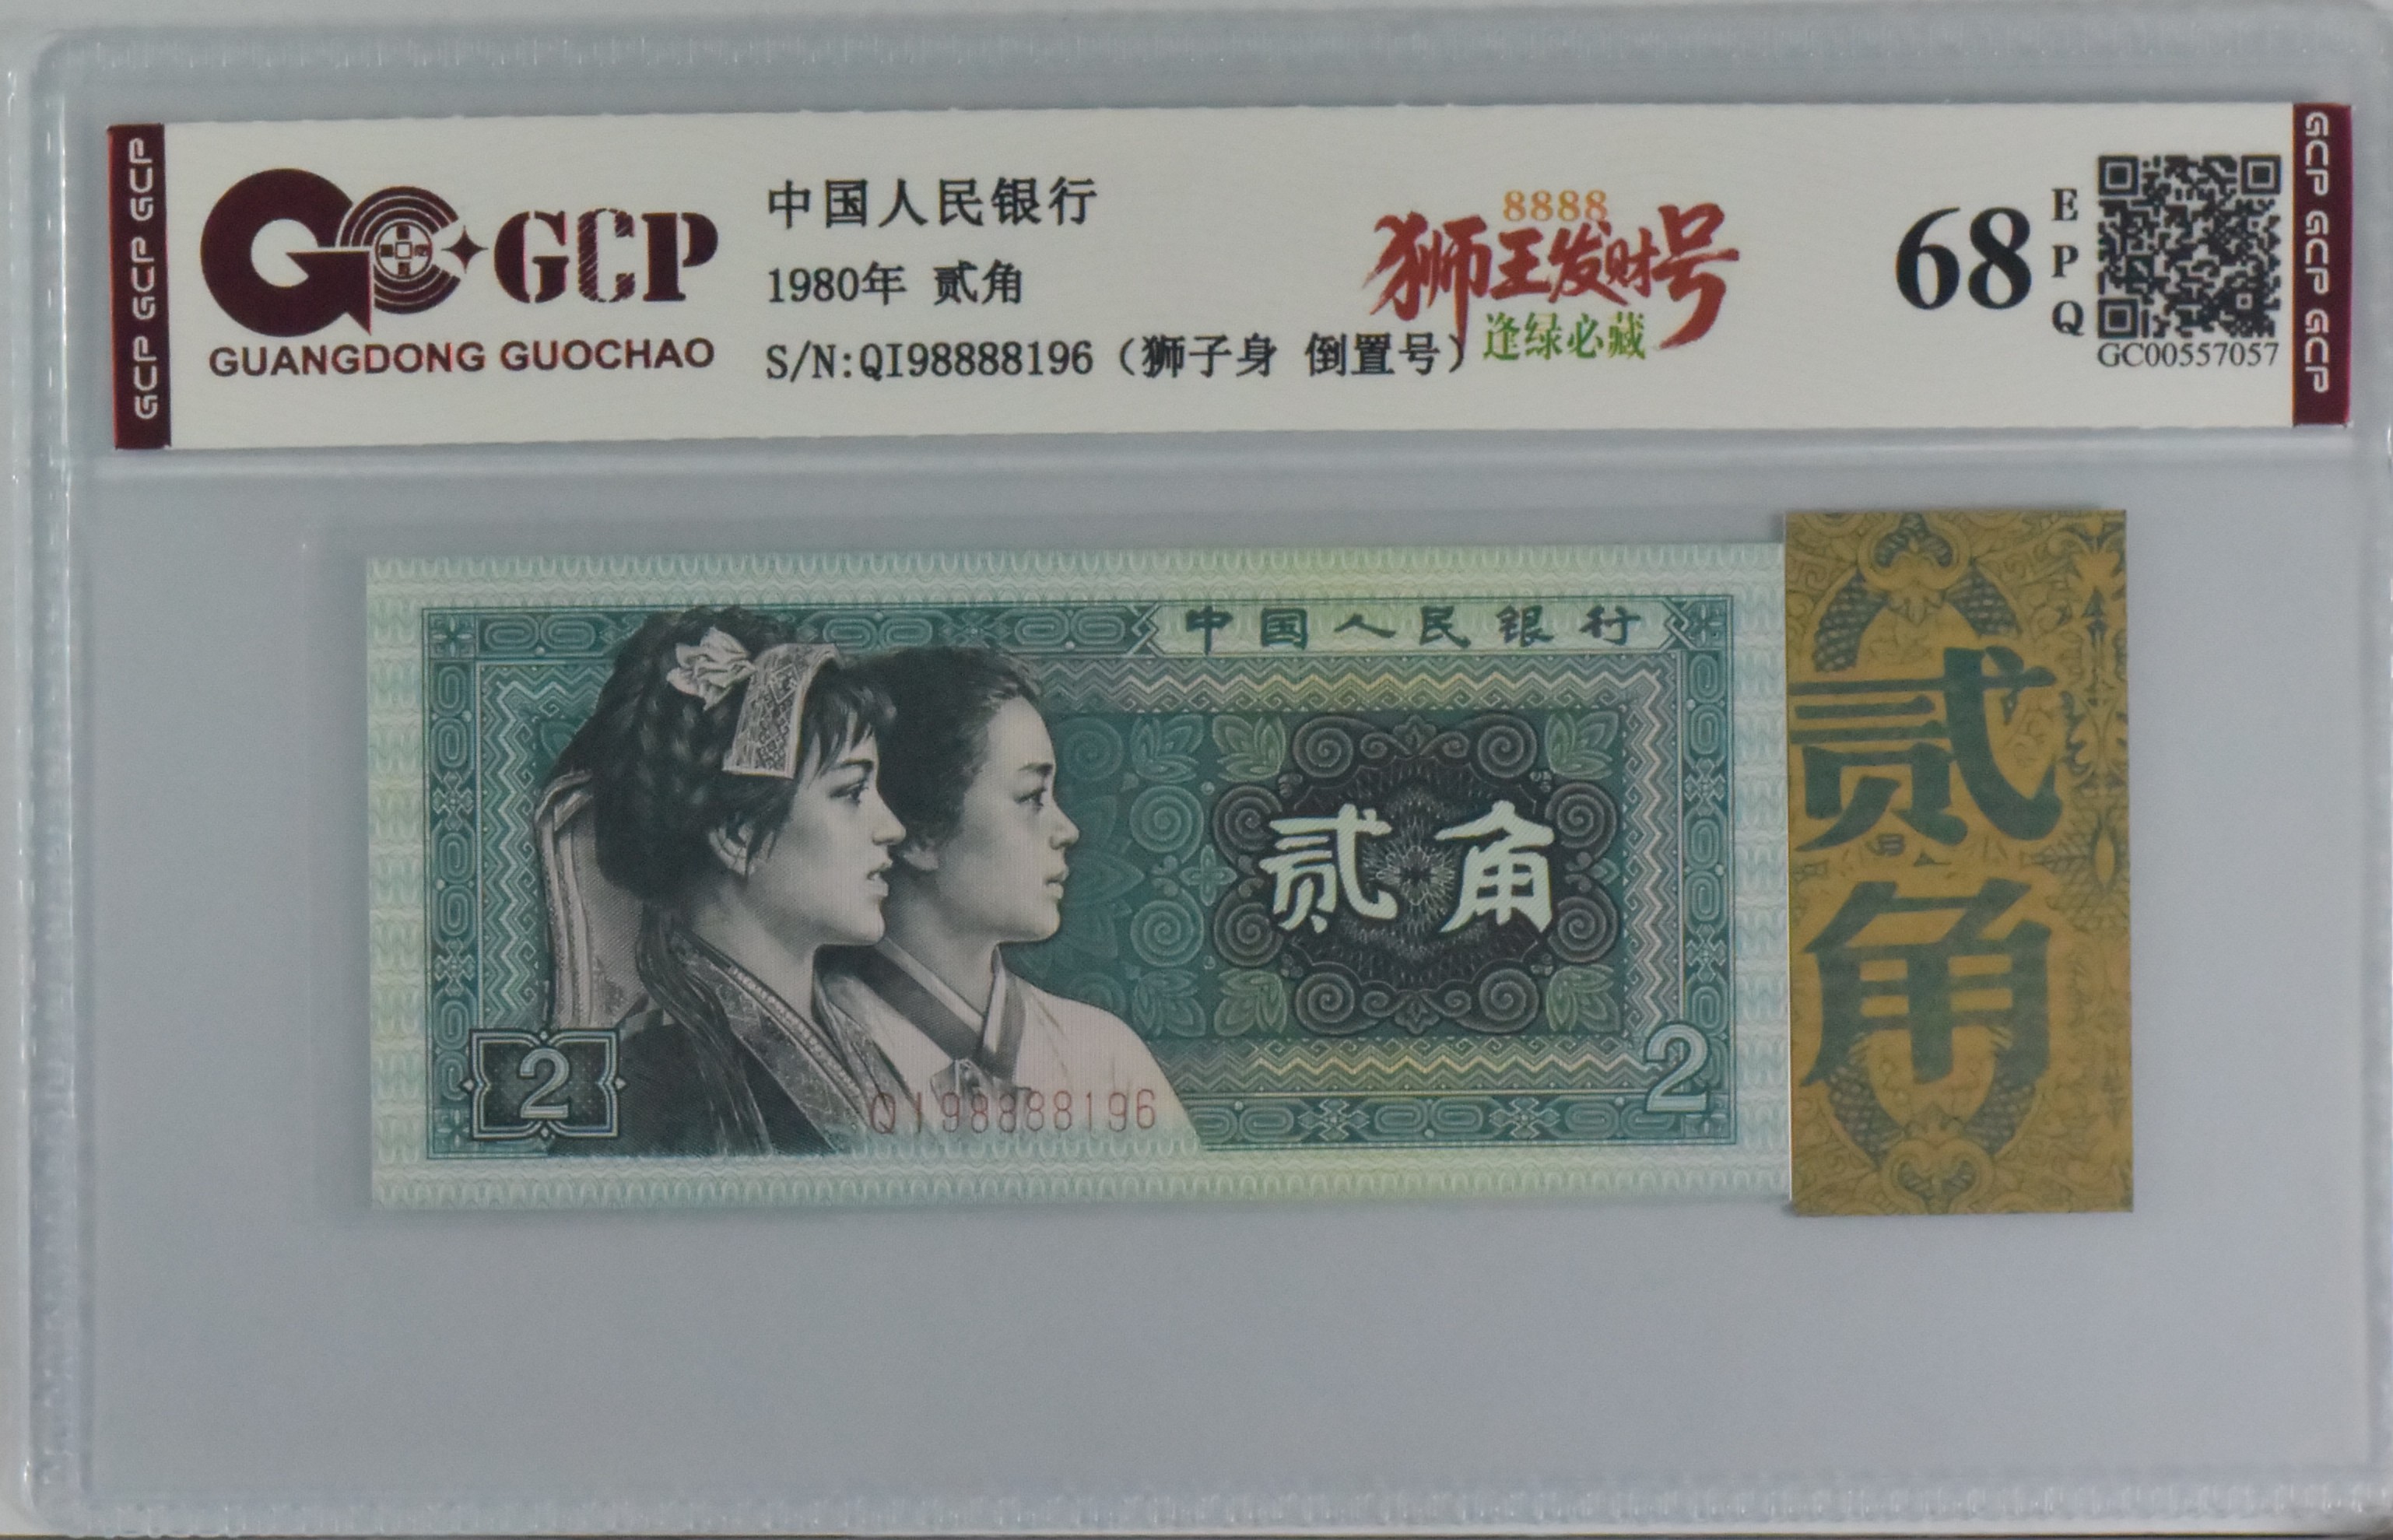 GCP GCP GCP
GCP
GUANGDONG GUOCHAO
中国人民银行
1980年 贰角
S/N:QI98888196（狮子身 倒置号）
8888
狮王发财号
逢绿必藏
68
EPQ
GC00557057
GCP GCP GCP
中国人民银行
贰角
2
QI98888196
2
贰角